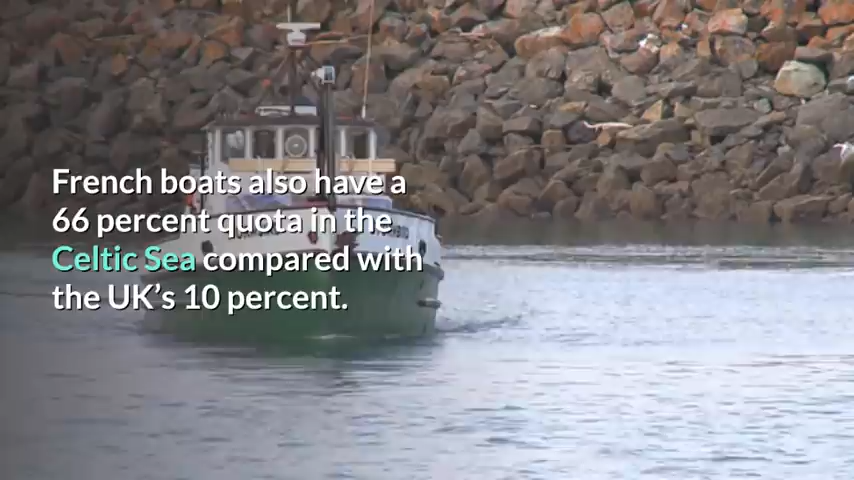 French boats also have a
66 percent quota in the
Celtic Sea compared with
the UK's 10 percent.